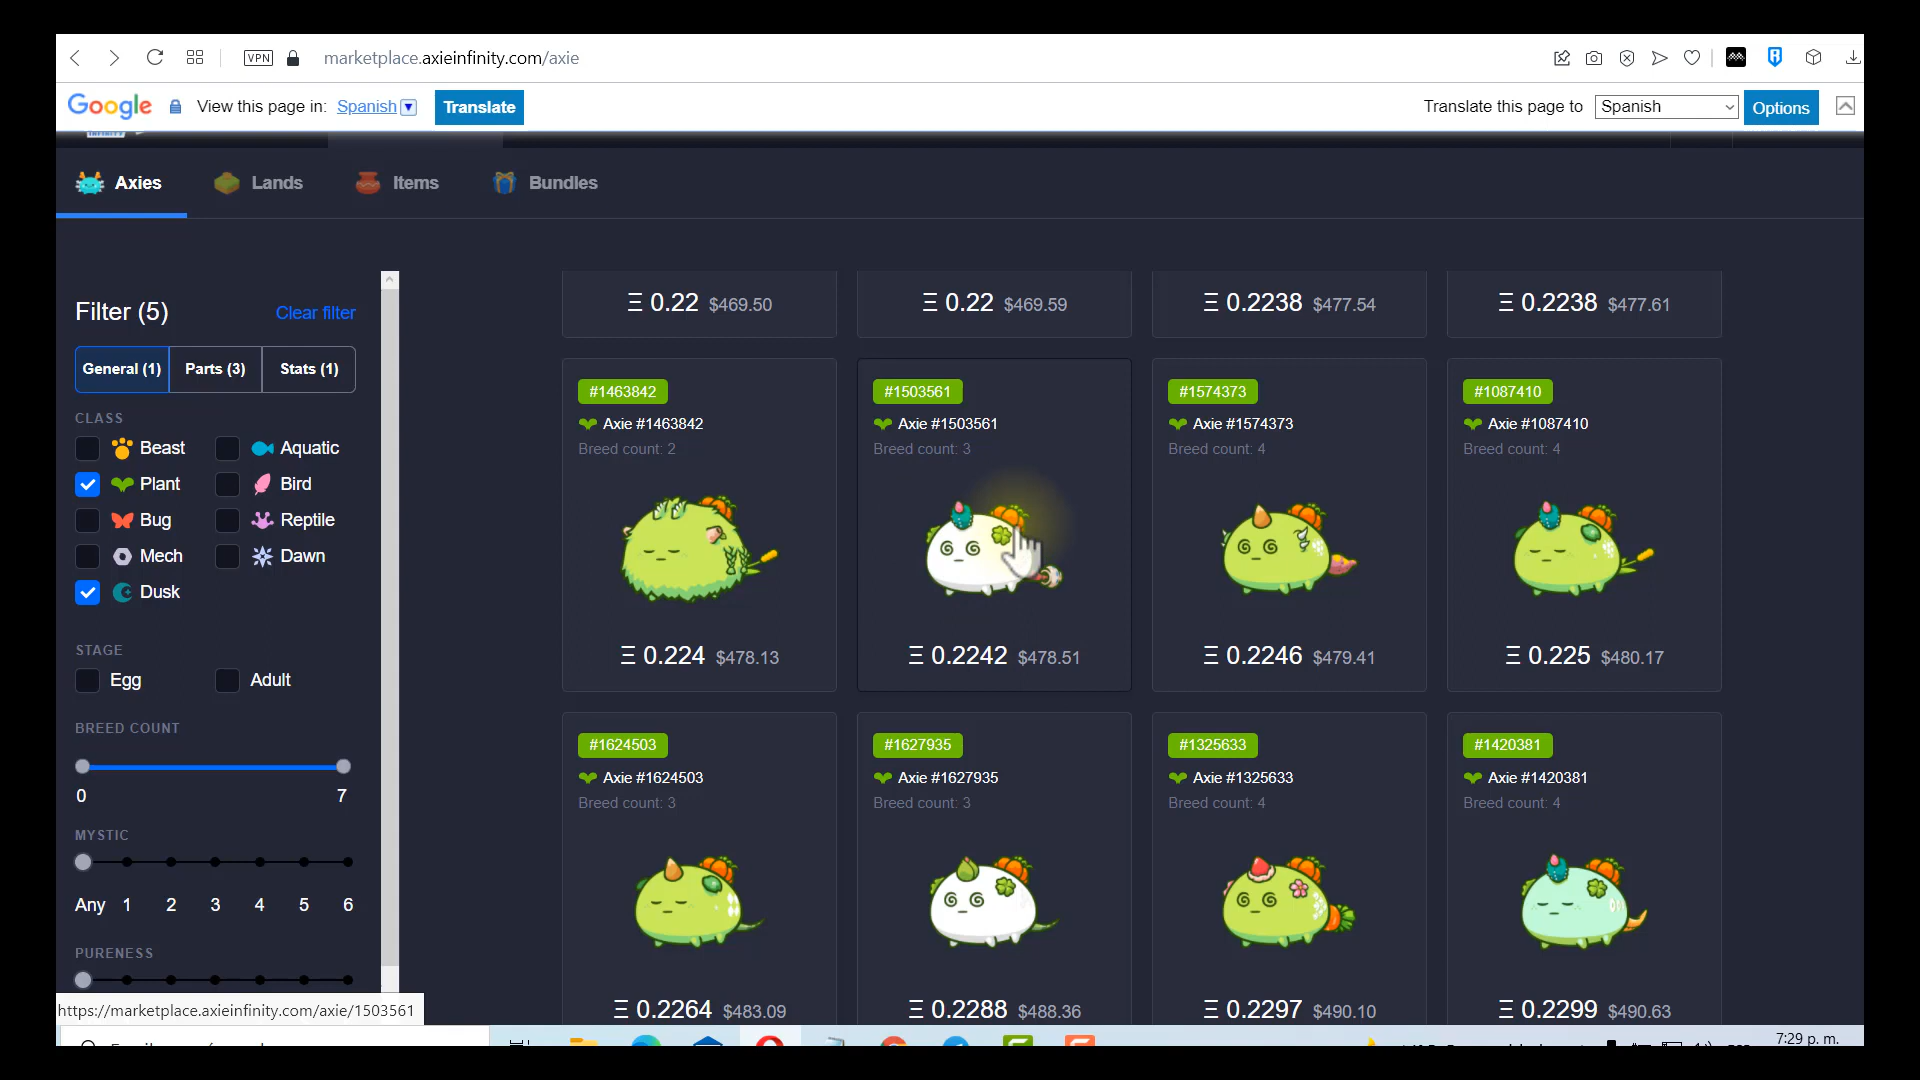 VPN marketplace.axieinfinity.com/axie
Google View this page in: Spanish Translate Translate this page to Spanish Options
Axies Lands Items Bundles
Filter (5) Clear filter
General (1) Parts (3) Stats (1)
CLASS
Beast Aquatic
Plant Bird
Bug Reptile
Mech Dawn
Dusk
STAGE
Egg Adult
BREED COUNT
0 7
MYSTIC
Any 1 2 3 4 5 6
PURENESS
https://marketplace.axieinfinity.com/axie/1503561
Ξ 0.22 $469.50
Ξ 0.22 $469.59
Ξ 0.2238 $477.54
Ξ 0.2238 $477.61
#1463842
Axie #1463842
Breed count: 2
Ξ 0.224 $478.13
#1503561
Axie #1503561
Breed count: 3
Ξ 0.2242 $478.51
#1574373
Axie #1574373
Breed count: 4
Ξ 0.2246 $479.41
#1087410
Axie #1087410
Breed count: 4
Ξ 0.225 $480.17
#1624503
Axie #1624503
Breed count: 3
Ξ 0.2264 $483.09
#1627935
Axie #1627935
Breed count: 3
Ξ 0.2288 $488.36
#1325633
Axie #1325633
Breed count: 4
Ξ 0.2297 $490.10
#1420381
Axie #1420381
Breed count: 4
Ξ 0.2299 $490.63
7:29 p. m.